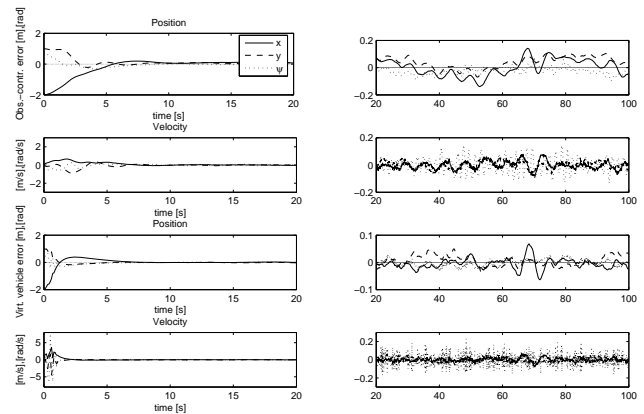 Position
Obs.-contr. error [m],[rad]
2
0
-2
0 5 10 15 20
time [s]
x
y
ψ
0.2
0
-0.2
20 40 60 80 100
Velocity
[m/s],[rad/s]
2
0
-2
0 5 10 15 20
time [s]
0.2
0
-0.2
20 40 60 80 100
Position
Virt. vehicle error [m],[rad]
2
0
-2
0 5 10 15 20
time [s]
0.1
0
-0.1
20 40 60 80 100
Velocity
[m/s],[rad/s]
5
0
-5
0 5 10 15 20
time [s]
0.2
0
-0.2
20 40 60 80 100